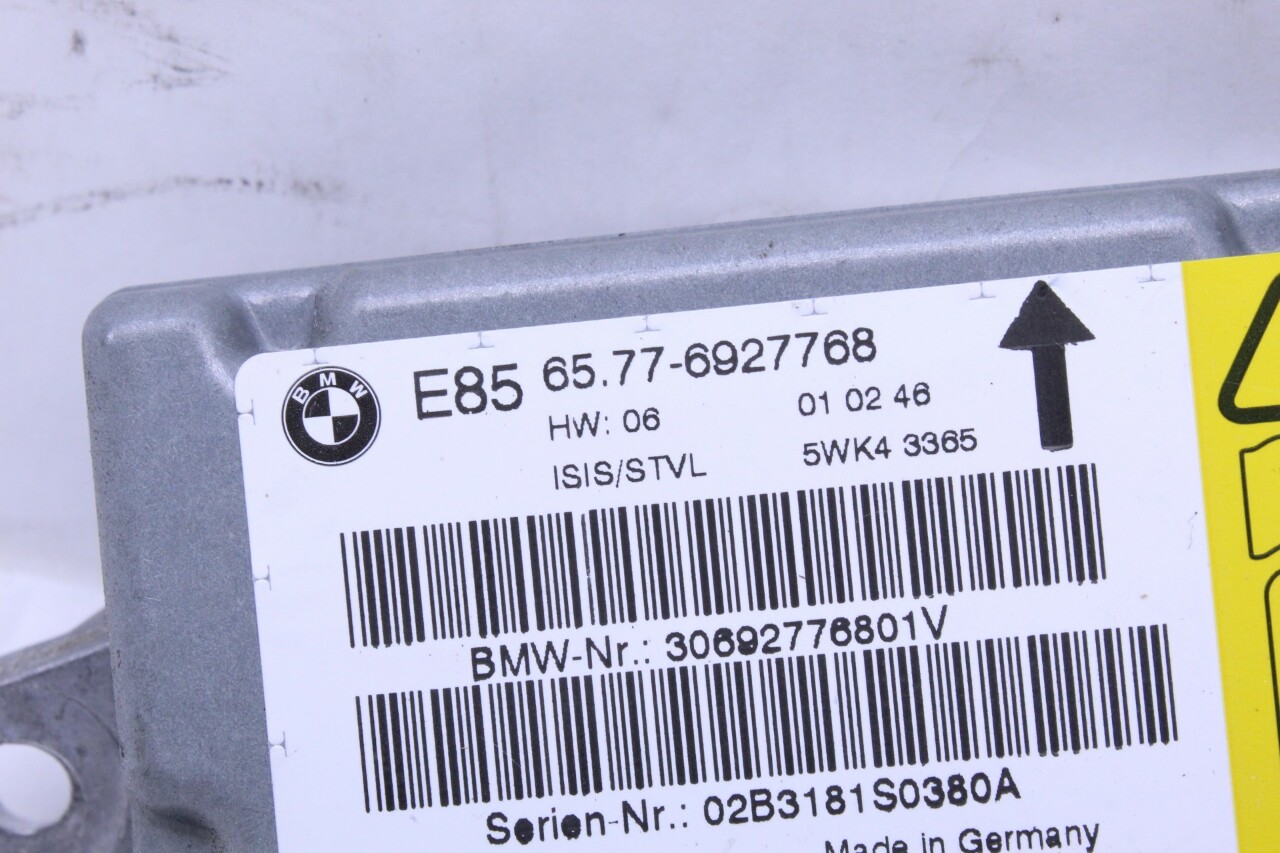 BMW
E85 65.77-6927768
HW: 06 01 02 46
ISIS/STVL 5WK4 3365
BMW-Nr.: 30692776801V
Serien-Nr.: 02B3181S0380A
Made in Germany